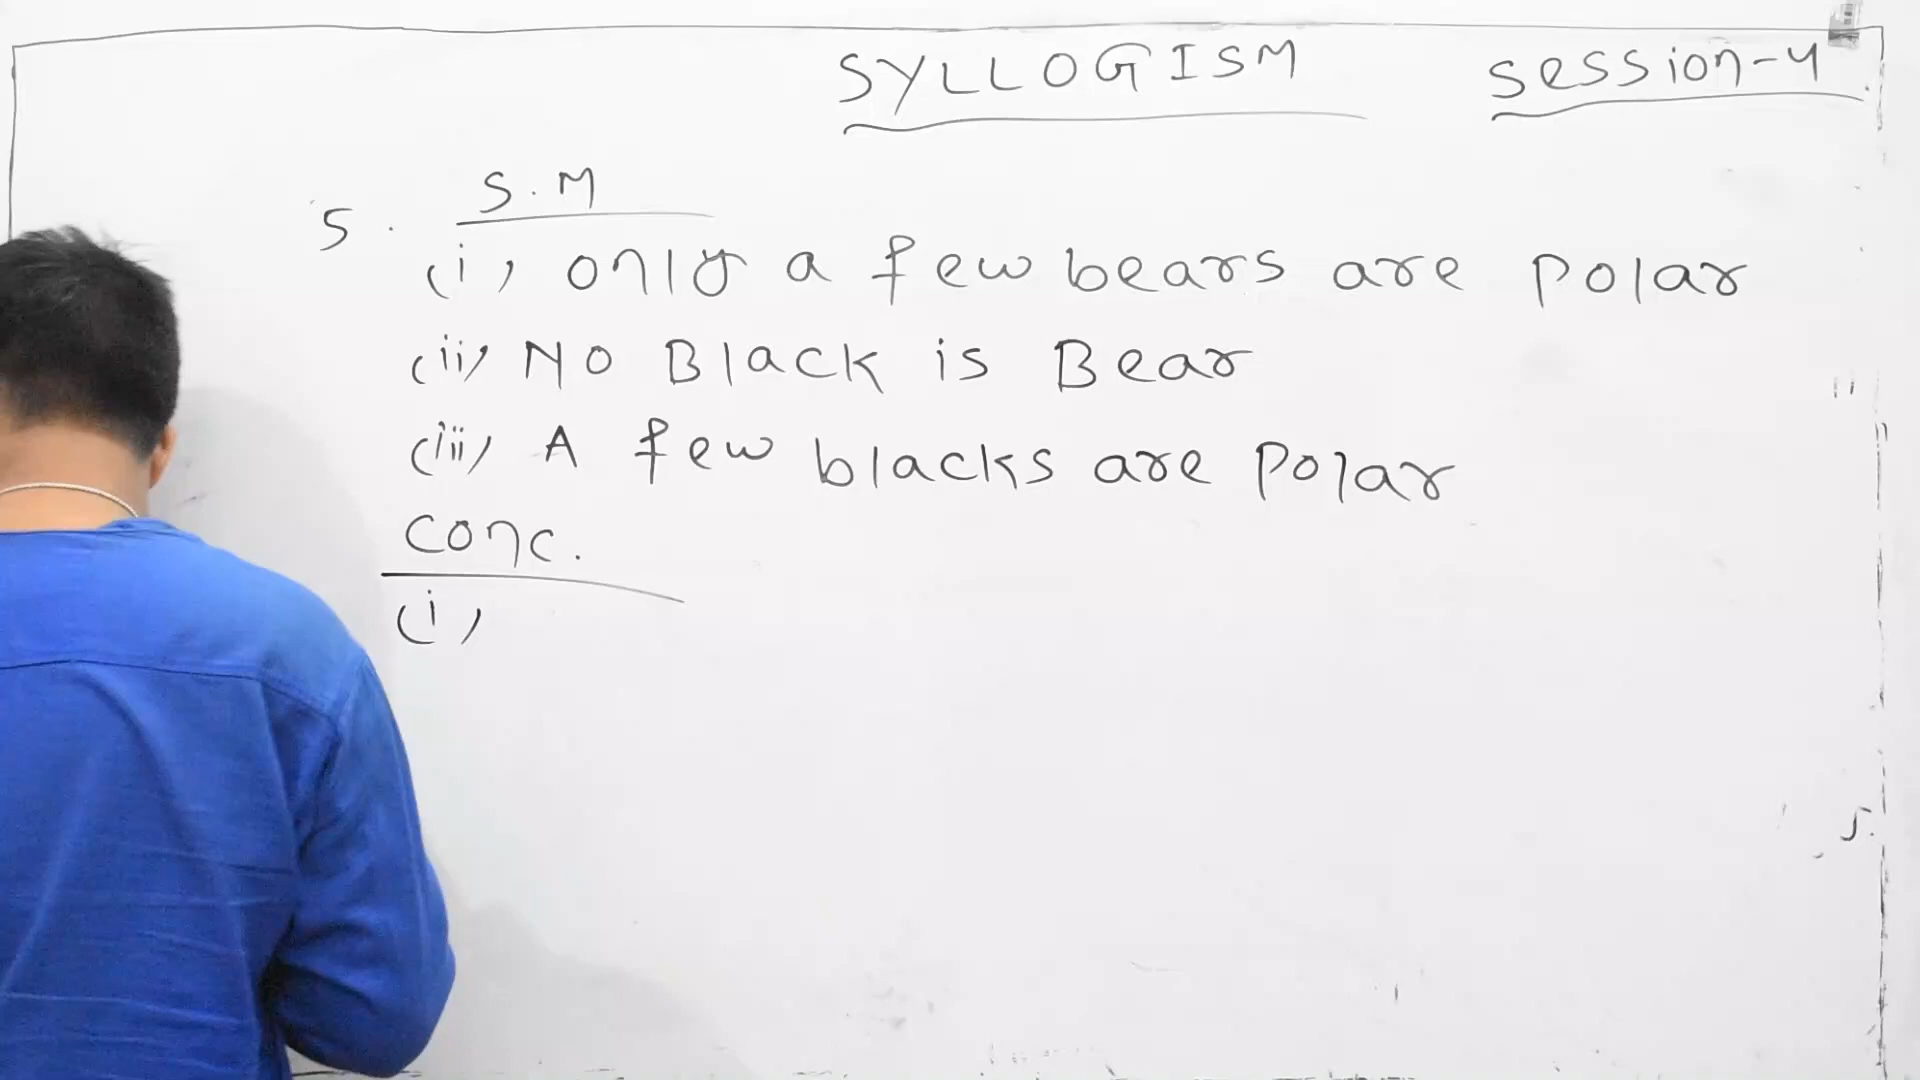 SYLLOGISM Session-4
S.M
5.
(i) only a few bears are Polar
(ii) No Black is Bear
(iii) A few blacks are Polar
conc.
(i)